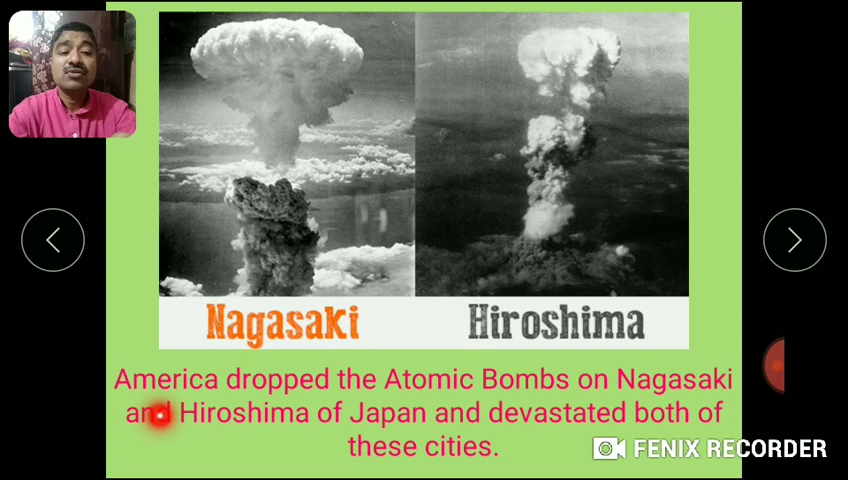 Nagasaki
Hiroshima
America dropped the Atomic Bombs on Nagasaki
and Hiroshima of Japan and devastated both of
these cities.
FENIX RECORDER